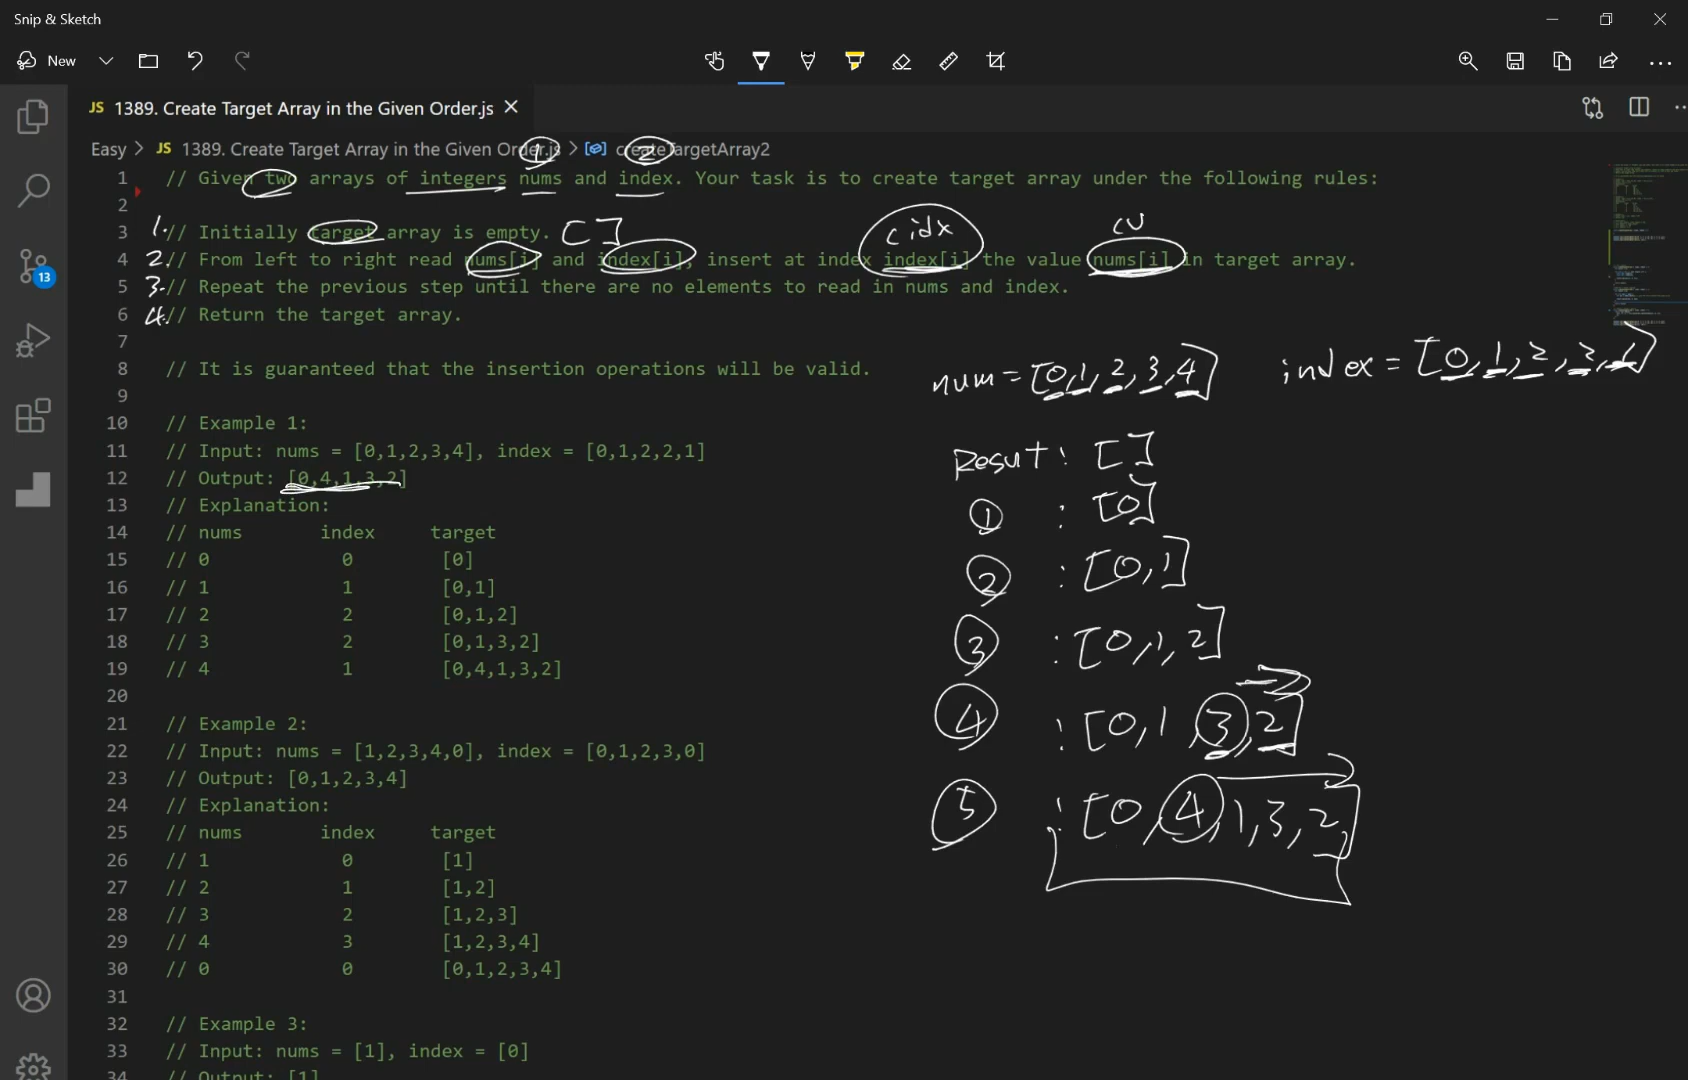 Snip & Sketch
New
JS 1389. Create Target Array in the Given Order.js
Easy > JS 1389. Create Target Array in the Given Order.js > createTargetArray2
1 2
1 // Given two arrays of integers nums and index. Your task is to create target array under the following rules:
2
c idx cv
3 1. // Initially target array is empty. []
4 2. // From left to right read nums[i] and index[i], insert at index index[i] the value nums[i] in target array.
5 3. // Repeat the previous step until there are no elements to read in nums and index.
6 4. // Return the target array.
7
8 // It is guaranteed that the insertion operations will be valid.
num = [0,1,2,3,4] index = [0,1,2,2,1]
9
10 // Example 1:
11 // Input: nums = [0,1,2,3,4], index = [0,1,2,2,1]
Result: []
12 // Output: [0,4,1,3,2]
13 // Explanation:
1 : [0]
14 // nums index target
15 // 0 0 [0]
2 : [0,1]
16 // 1 1 [0,1]
17 // 2 2 [0,1,2]
3 : [0,1,2]
18 // 3 2 [0,1,3,2]
19 // 4 1 [0,4,1,3,2]
20
4 : [0,1,3,2]
21 // Example 2:
22 // Input: nums = [1,2,3,4,0], index = [0,1,2,3,0]
23 // Output: [0,1,2,3,4]
5 : [0,4,1,3,2]
24 // Explanation:
25 // nums index target
26 // 1 0 [1]
27 // 2 1 [1,2]
28 // 3 2 [1,2,3]
29 // 4 3 [1,2,3,4]
30 // 0 0 [0,1,2,3,4]
31
32 // Example 3:
33 // Input: nums = [1], index = [0]
34 // Output: [1]
13